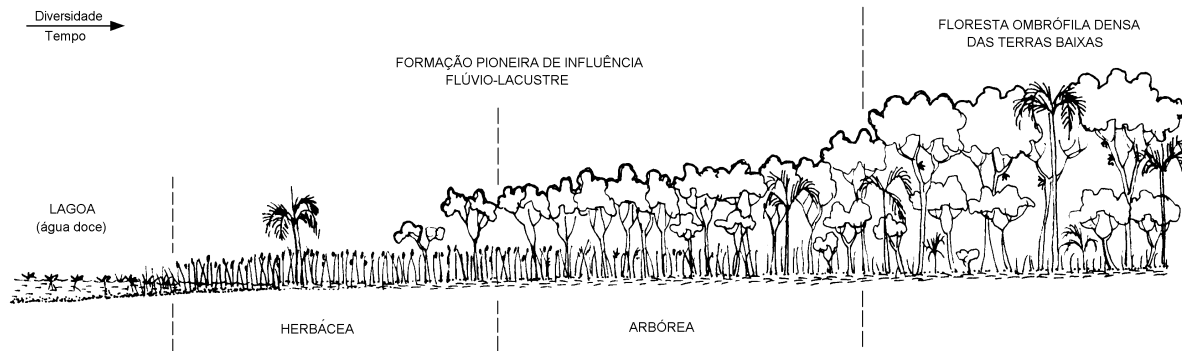 Diversidade
Tempo
FORMAÇÃO PIONEIRA DE INFLUÊNCIA
FLÚVIO-LACUSTRE
FLORESTA OMBRÓFILA DENSA
DAS TERRAS BAIXAS
LAGOA
(água doce)
HERBÁCEA
ARBÓREA